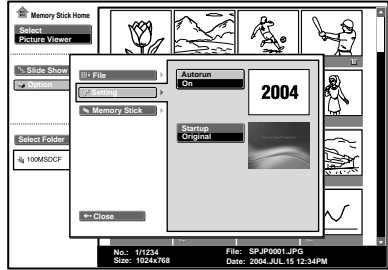 Memory Stick Home
Select
Picture Viewer
Slide Show
Option
Select Folder
100MSDCF
File
Setting
Memory Stick
Close
Autorun
On
2004
Startup
Original
No.: 1/1234
File: SPJP0001.JPG
Size: 1024x768
Date: 2004.JUL.15 12:34PM